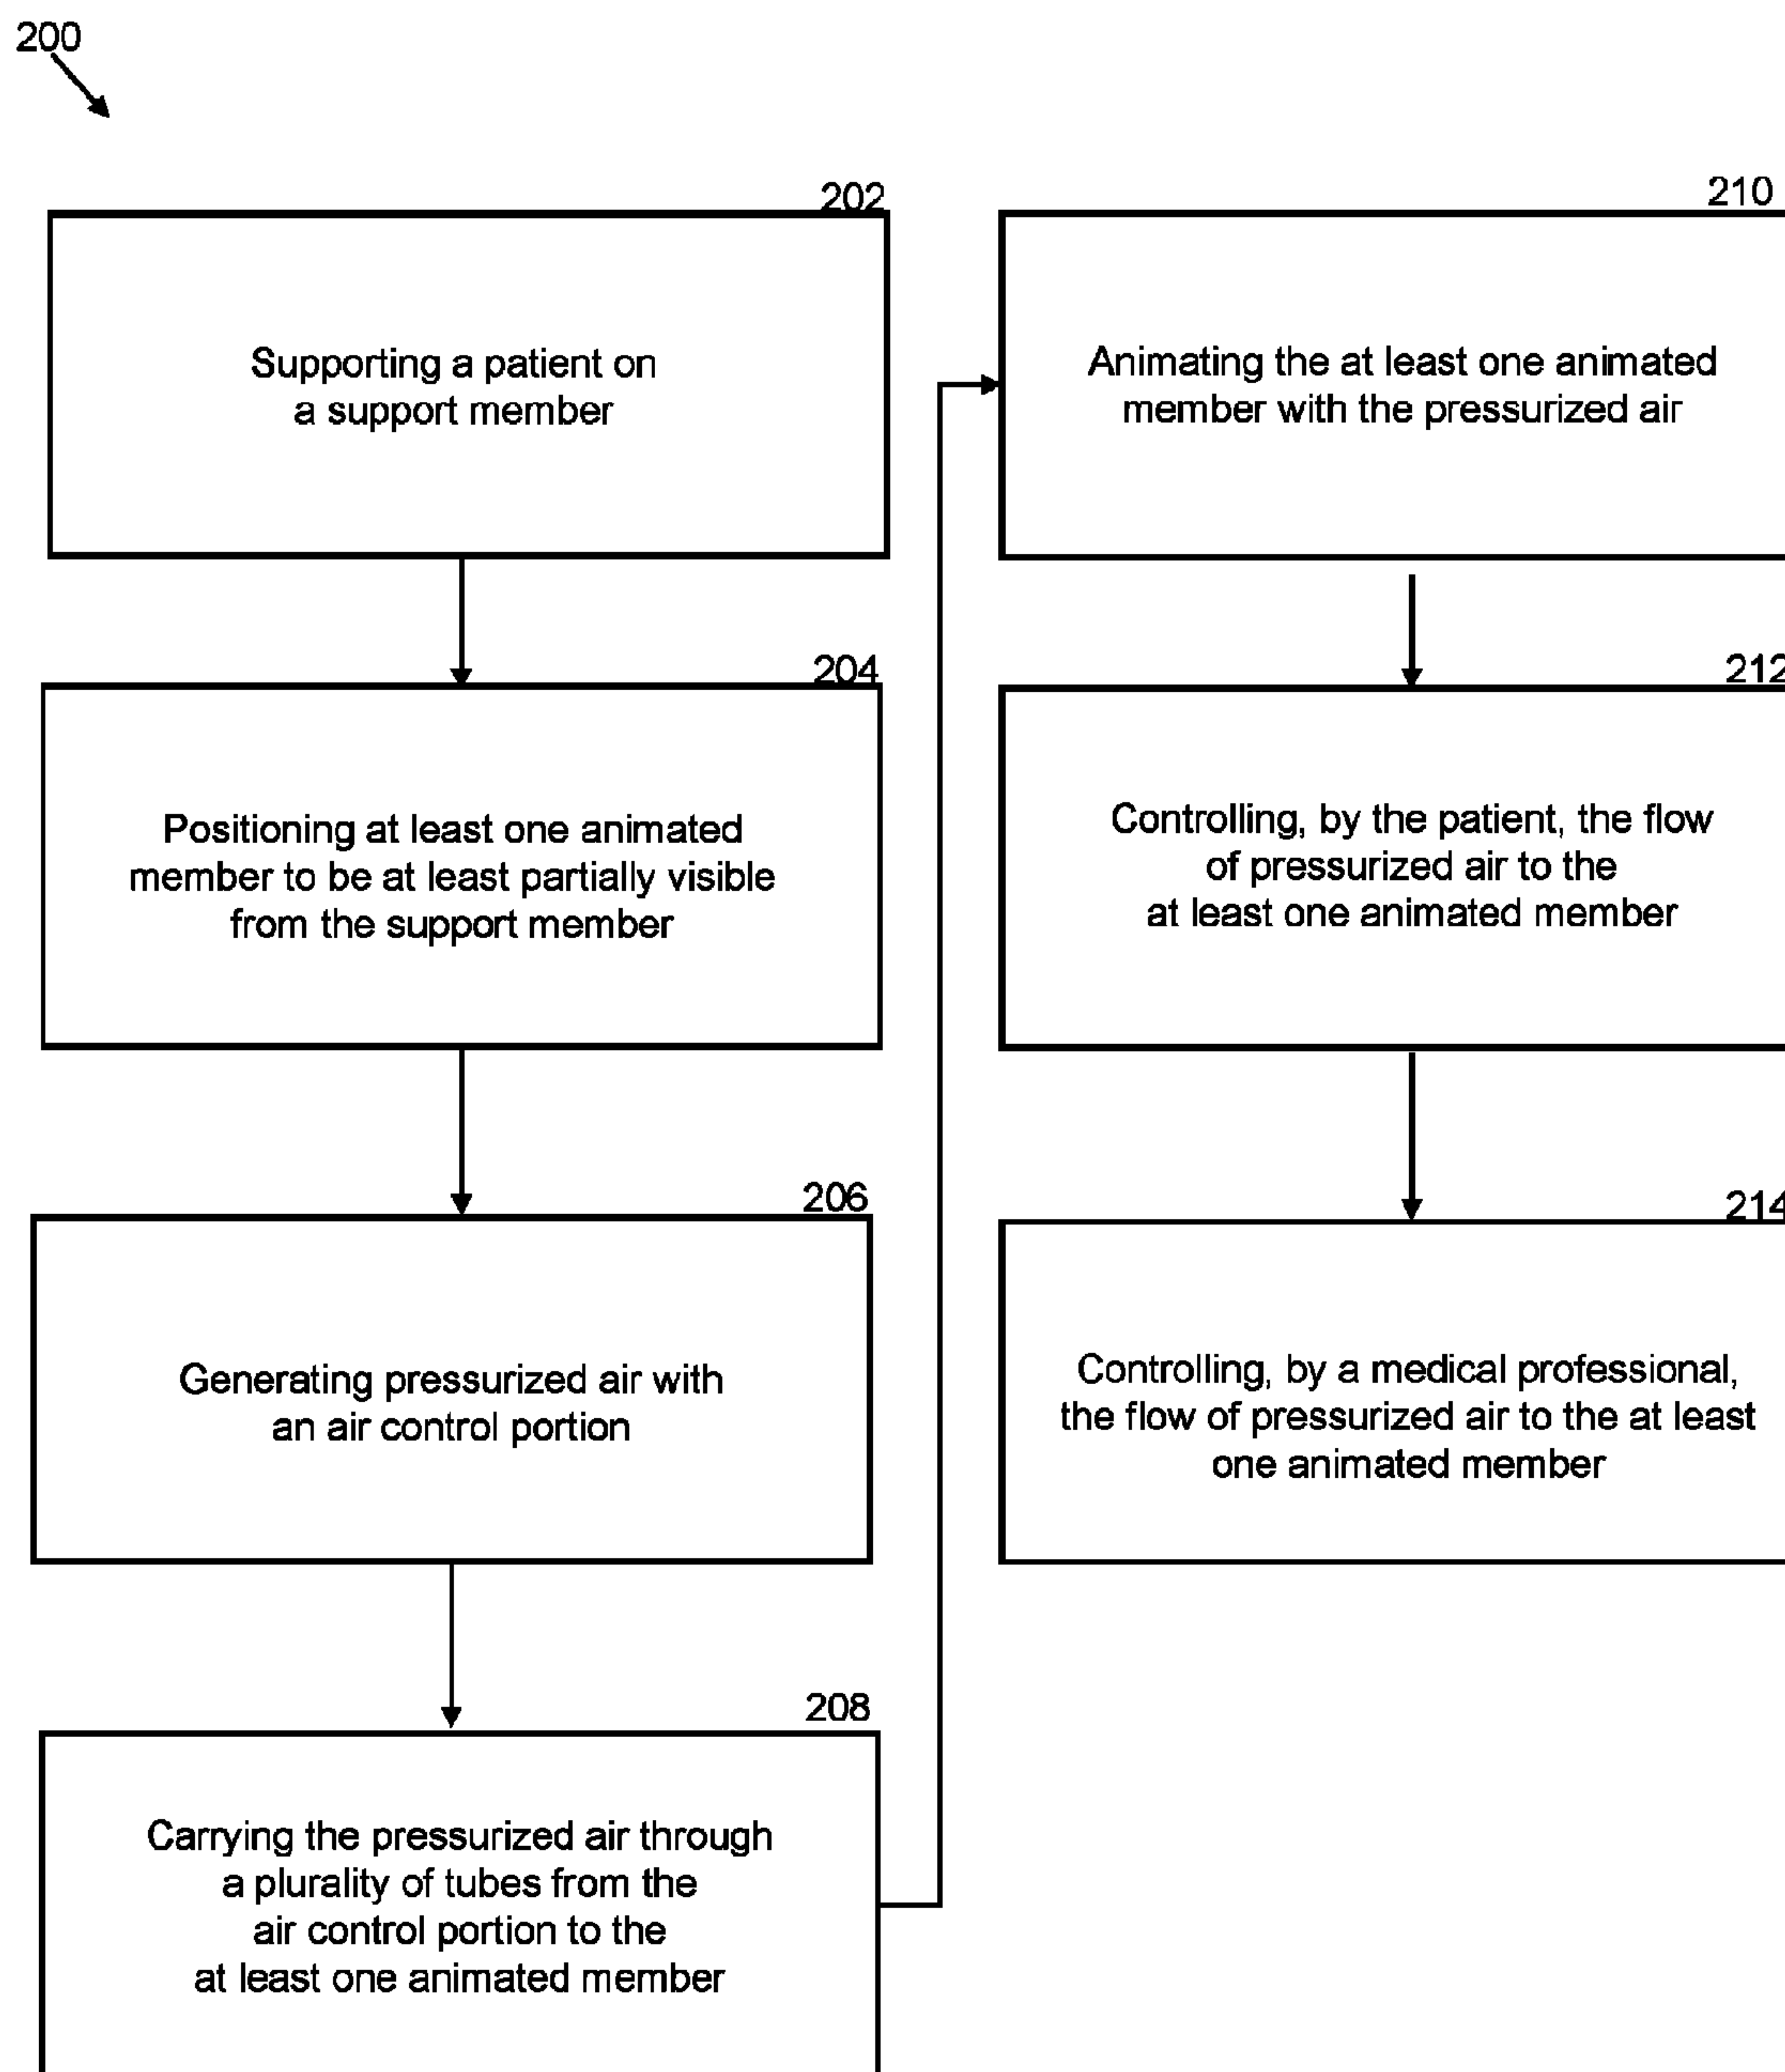 200
202
Supporting a patient on
a support member
204
Positioning at least one animated
member to be at least partially visible
from the support member
206
Generating pressurized air with
an air control portion
208
Carrying the pressurized air through
a plurality of tubes from the
air control portion to the
at least one animated member
210
Animating the at least one animated
member with the pressurized air
212
Controlling, by the patient, the flow
of pressurized air to the
at least one animated member
214
Controlling, by a medical professional,
the flow of pressurized air to the at least
one animated member